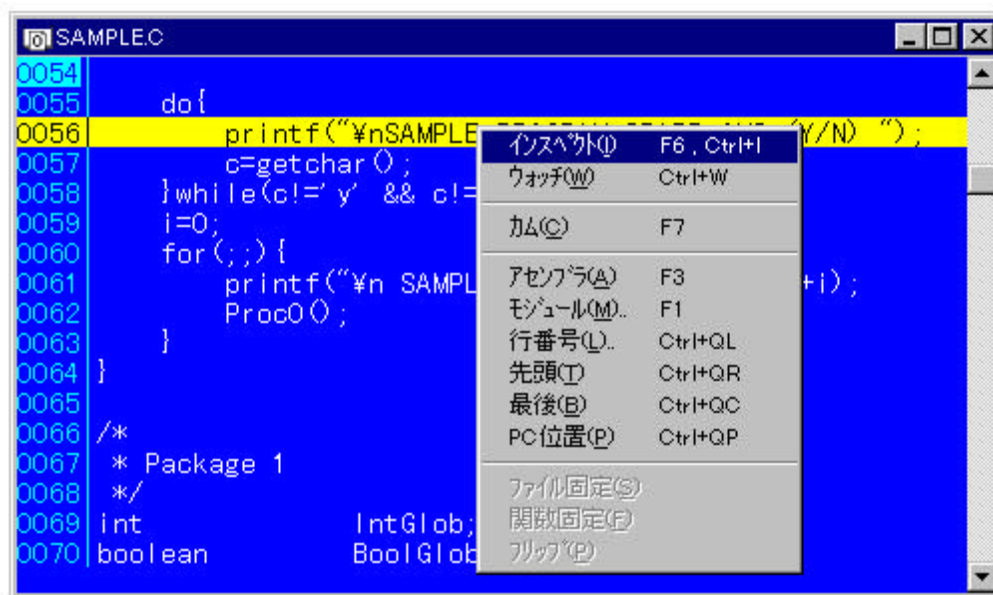 SAMPLE.C
0054
0055 do{
0056 printf("¥nSAMPLE (Y/N) ");
0057 c=getchar();
0058 }while(c!='y' && c!=
0059 i=0;
0060 for(;;){
0061 printf("¥n SAMPL +i);
0062 Proc0();
0063 }
0064 }
0065
0066 /*
0067 * Package 1
0068 */
0069 int IntGlob;
0070 boolean BoolGlob
ｲﾝｽﾍﾟｸﾄ(I) F6 , Ctrl+I
ｳｫｯﾁ(W) Ctrl+W
ｶﾑ(C) F7
ｱｾﾝﾌﾞﾗ(A) F3
ﾓｼﾞｭｰﾙ(M).. F1
行番号(L).. Ctrl+QL
先頭(T) Ctrl+QR
最後(B) Ctrl+QC
PC位置(P) Ctrl+QP
ﾌｧｲﾙ固定(S)
関数固定(F)
ﾌﾘｯﾌﾟ(P)